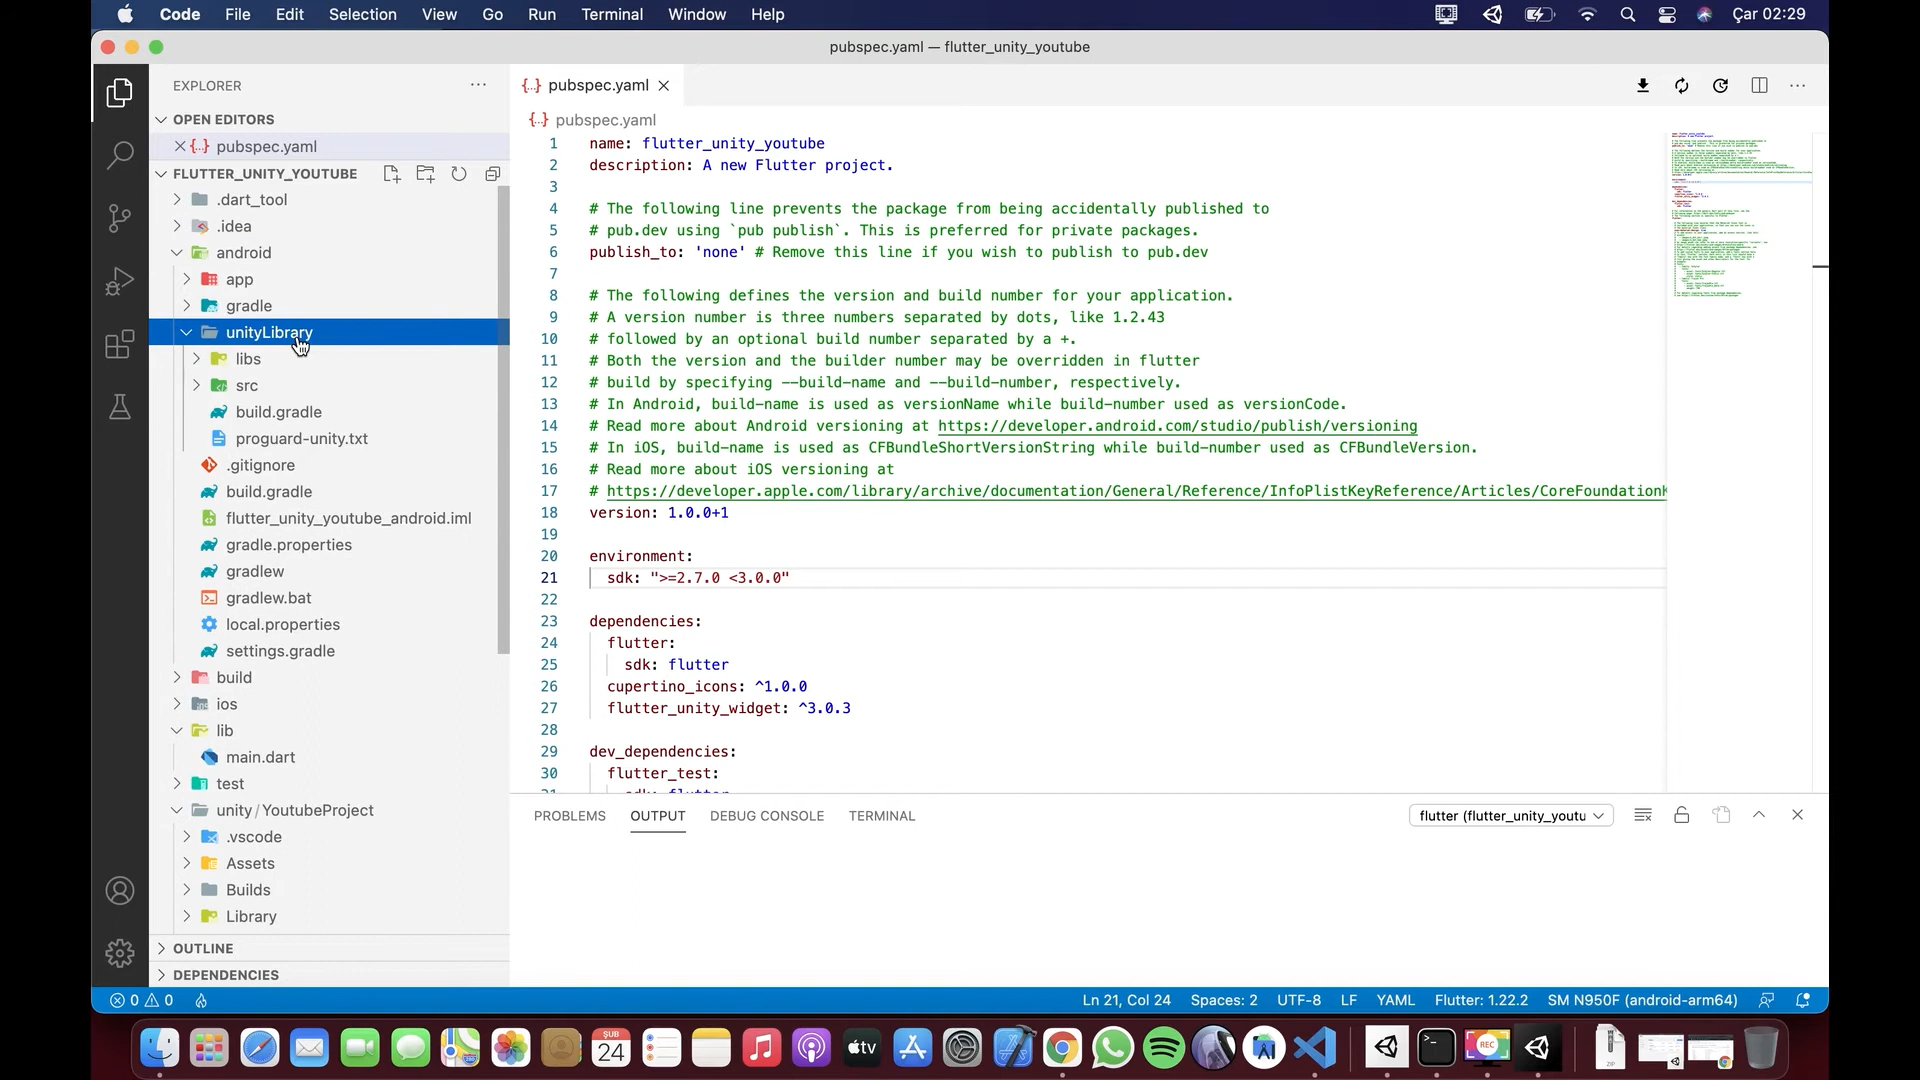 Code File Edit Selection View Go Run Terminal Window Help Çar 02:29
pubspec.yaml — flutter_unity_youtube
EXPLORER
pubspec.yaml
OPEN EDITORS
pubspec.yaml
pubspec.yaml
FLUTTER_UNITY_YOUTUBE
.dart_tool
.idea
android
app
gradle
unityLibrary
libs
src
build.gradle
proguard-unity.txt
.gitignore
build.gradle
flutter_unity_youtube_android.iml
gradle.properties
gradlew
gradlew.bat
local.properties
settings.gradle
build
ios
lib
main.dart
test
unity / YoutubeProject
.vscode
Assets
Builds
Library
OUTLINE
DEPENDENCIES
1 name: flutter_unity_youtube
2 description: A new Flutter project.
3
4 # The following line prevents the package from being accidentally published to
5 # pub.dev using `pub publish`. This is preferred for private packages.
6 publish_to: 'none' # Remove this line if you wish to publish to pub.dev
7
8 # The following defines the version and build number for your application.
9 # A version number is three numbers separated by dots, like 1.2.43
10 # followed by an optional build number separated by a +.
11 # Both the version and the builder number may be overridden in flutter
12 # build by specifying --build-name and --build-number, respectively.
13 # In Android, build-name is used as versionName while build-number used as versionCode.
14 # Read more about Android versioning at https://developer.android.com/studio/publish/versioning
15 # In iOS, build-name is used as CFBundleShortVersionString while build-number used as CFBundleVersion.
16 # Read more about iOS versioning at
17 # https://developer.apple.com/library/archive/documentation/General/Reference/InfoPlistKeyReference/Articles/CoreFoundationK
18 version: 1.0.0+1
19
20 environment:
21 sdk: ">=2.7.0 <3.0.0"
22
23 dependencies:
24 flutter:
25 sdk: flutter
26 cupertino_icons: ^1.0.0
27 flutter_unity_widget: ^3.0.3
28
29 dev_dependencies:
30 flutter_test:
31 sdk: flutter
PROBLEMS OUTPUT DEBUG CONSOLE TERMINAL flutter (flutter_unity_youtu
0 0 Ln 21, Col 24 Spaces: 2 UTF-8 LF YAML Flutter: 1.22.2 SM N950F (android-arm64)
ŞUB
24
tv
REC
ZIP